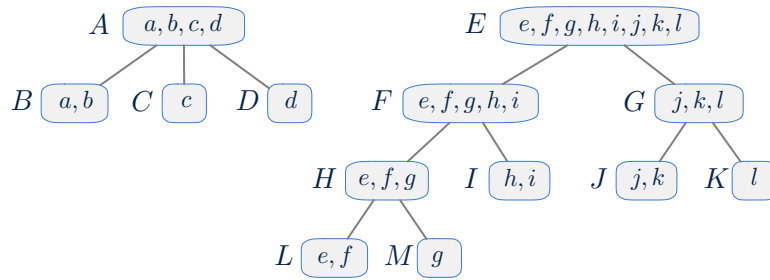 A a, b, c, d E e, f, g, h, i, j, k, l
B a, b C c D d F e, f, g, h, i G j, k, l
H e, f, g I h, i J j, k K l
L e, f M g